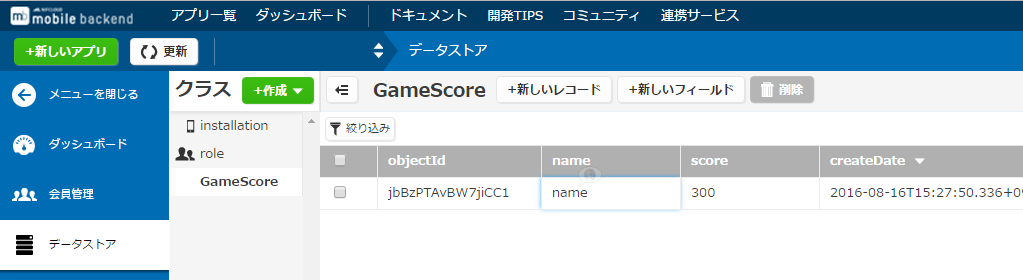 mb NIFCLOUD mobile backend アプリ一覧 ダッシュボード ドキュメント 開発TIPS コミュニティ 連携サービス
+新しいアプリ 更新 データストア
メニューを閉じる クラス +作成 GameScore +新しいレコード +新しいフィールド 削除
installation 絞り込み
ダッシュボード role objectId name score createDate
会員管理 GameScore jbBzPTAvBW7jiCC1 name 300 2016-08-16T15:27:50.336+09
データストア